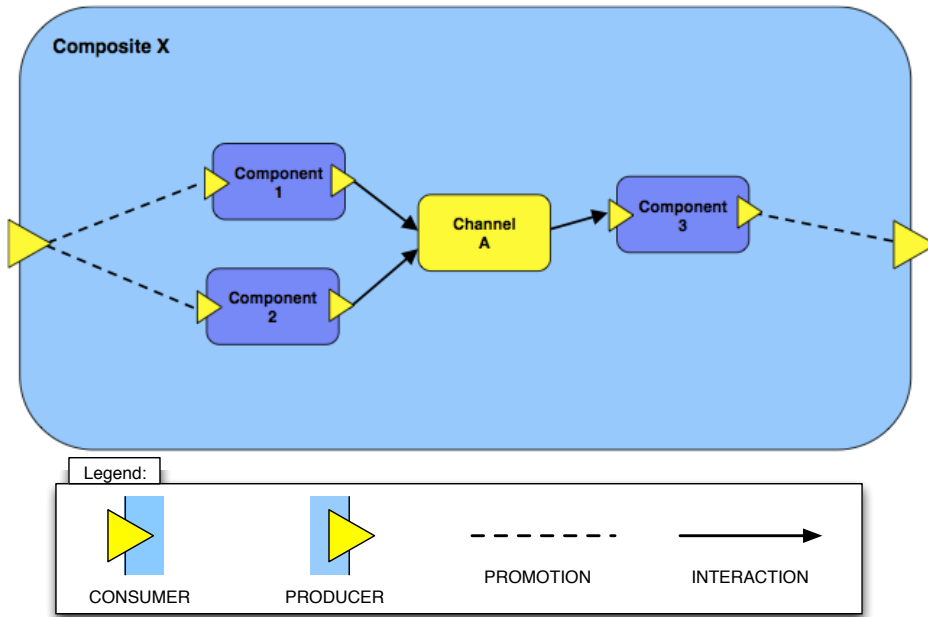 Composite X
Component
1
Component
2
Channel
A
Component
3
Legend:
CONSUMER
PRODUCER
PROMOTION
INTERACTION